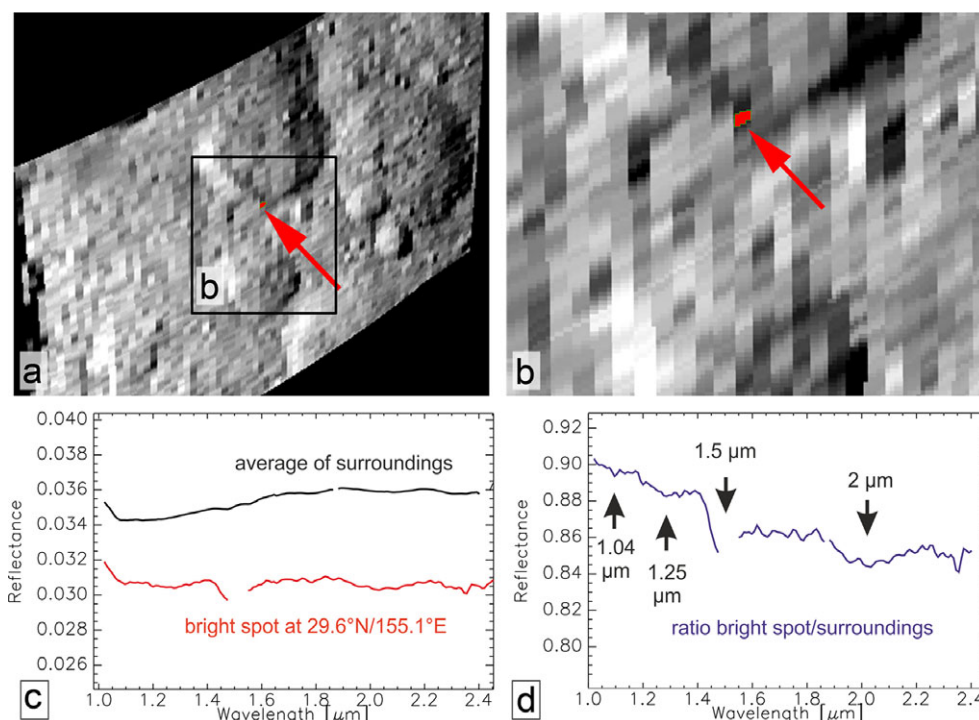 b
a
b
0.040
0.038
0.036
0.034
0.032
0.030
0.028
0.026
Reflectance
average of surroundings
bright spot at 29.6°N/155.1°E
1.0
1.2
1.4
1.6
1.8
2.0
2.2
2.4
Wavelength [μm]
c
0.92
0.90
0.88
0.86
0.84
0.82
0.80
Reflectance
1.04
μm
1.25
μm
1.5 μm
2 μm
ratio bright spot/surroundings
1.0
1.2
1.4
1.6
1.8
2.0
2.2
2.4
Wavelength [μm]
d